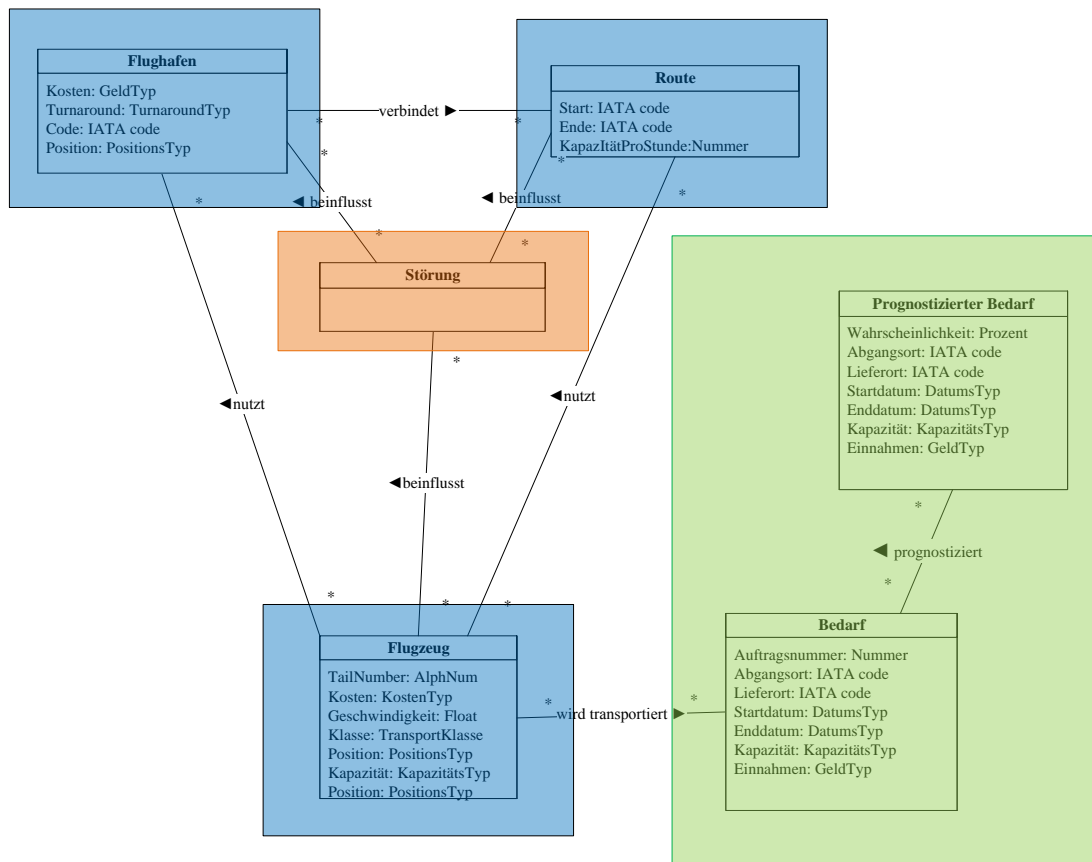 Flughafen
Kosten: GeldTyp
Turnaround: TurnaroundTyp
Code: IATA code
Position: PositionsTyp
*
*
*
verbindet ►
*
*
*
Route
Start: IATA code
Ende: IATA code
KapazItätProStunde:Nummer
◄ beinflusst
◄ beinflusst
*
*
Störung
*
◄nutzt
◄nutzt
◄beinflusst
Prognostizierter Bedarf
Wahrscheinlichkeit: Prozent
Abgangsort: IATA code
Lieferort: IATA code
Startdatum: DatumsTyp
Enddatum: DatumsTyp
Kapazität: KapazitätsTyp
Einnahmen: GeldTyp
*
◄ prognostiziert
*
*
*
*
Flugzeug
TailNumber: AlphNum
Kosten: KostenTyp
Geschwindigkeit: Float
Klasse: TransportKlasse
Position: PositionsTyp
Kapazität: KapazitätsTyp
Position: PositionsTyp
*
wird transportiert ►
*
Bedarf
Auftragsnummer: Nummer
Abgangsort: IATA code
Lieferort: IATA code
Startdatum: DatumsTyp
Enddatum: DatumsTyp
Kapazität: KapazitätsTyp
Einnahmen: GeldTyp